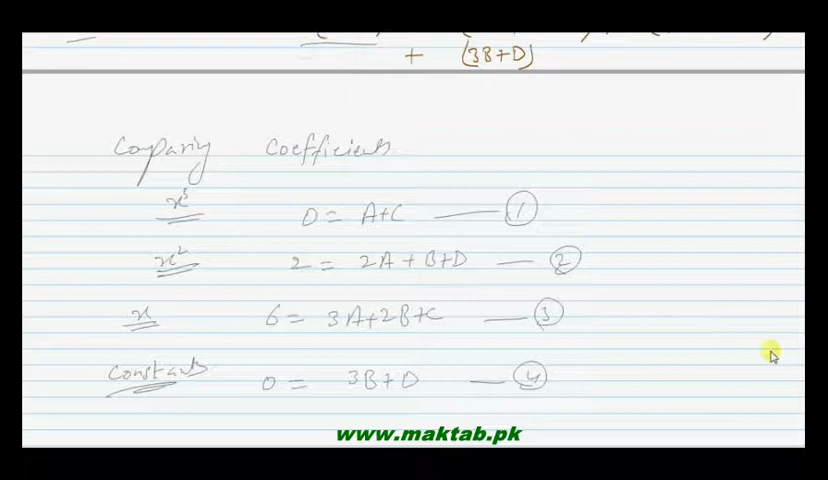 + (3B+D)
Comparing Coefficients
x³ 0 = A+C —— ①
x² 2 = 2A + B+D — ②
x 6 = 3A+2B+C —— ③
Constants 0 = 3B+D — ④
www.maktab.pk